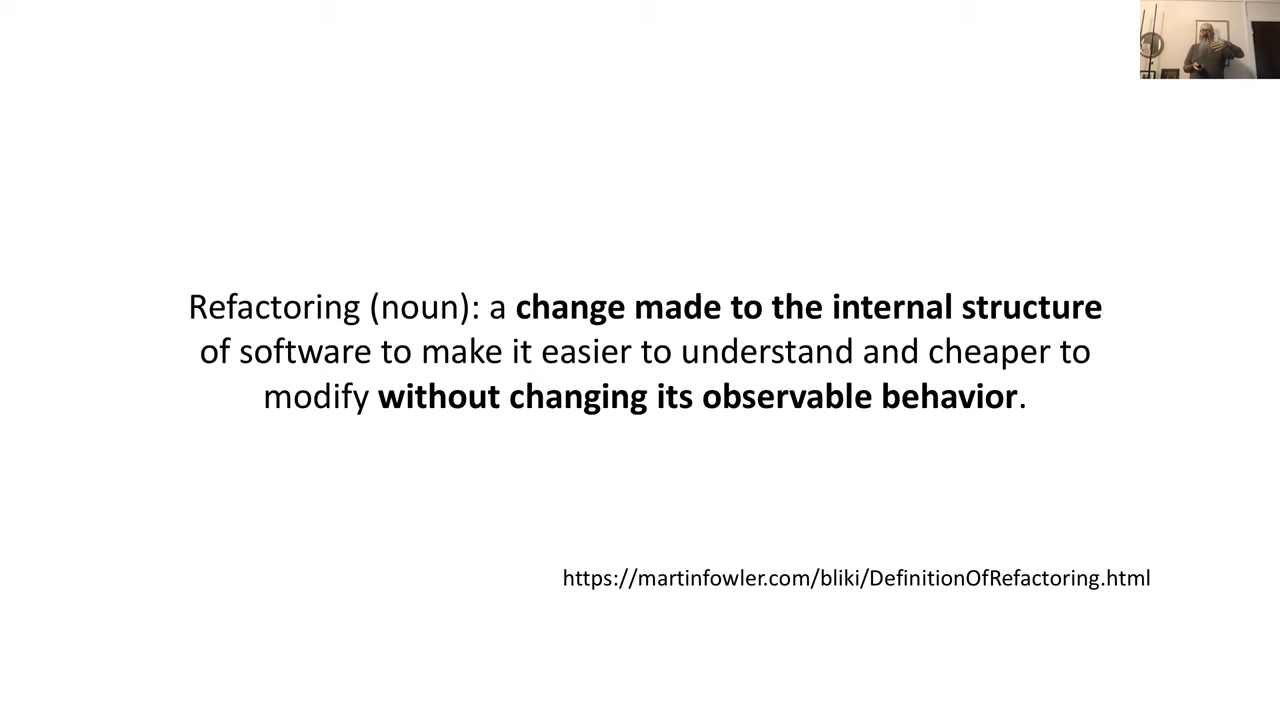 Refactoring (noun): a change made to the internal structure
of software to make it easier to understand and cheaper to
modify without changing its observable behavior.
https://martinfowler.com/bliki/DefinitionOfRefactoring.html